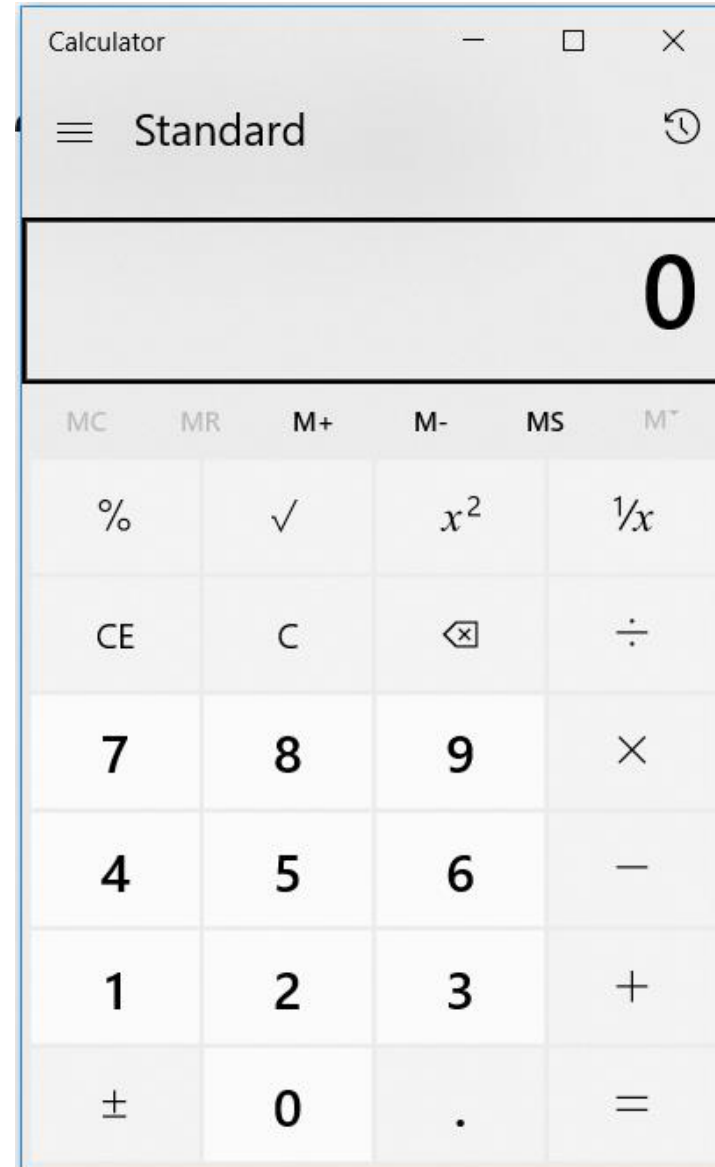 Calculator
Standard
0
MC MR M+ M- MS M˅
% √ x² ¹/x
CE C ÷
7 8 9 ×
4 5 6 −
1 2 3 +
± 0 . =